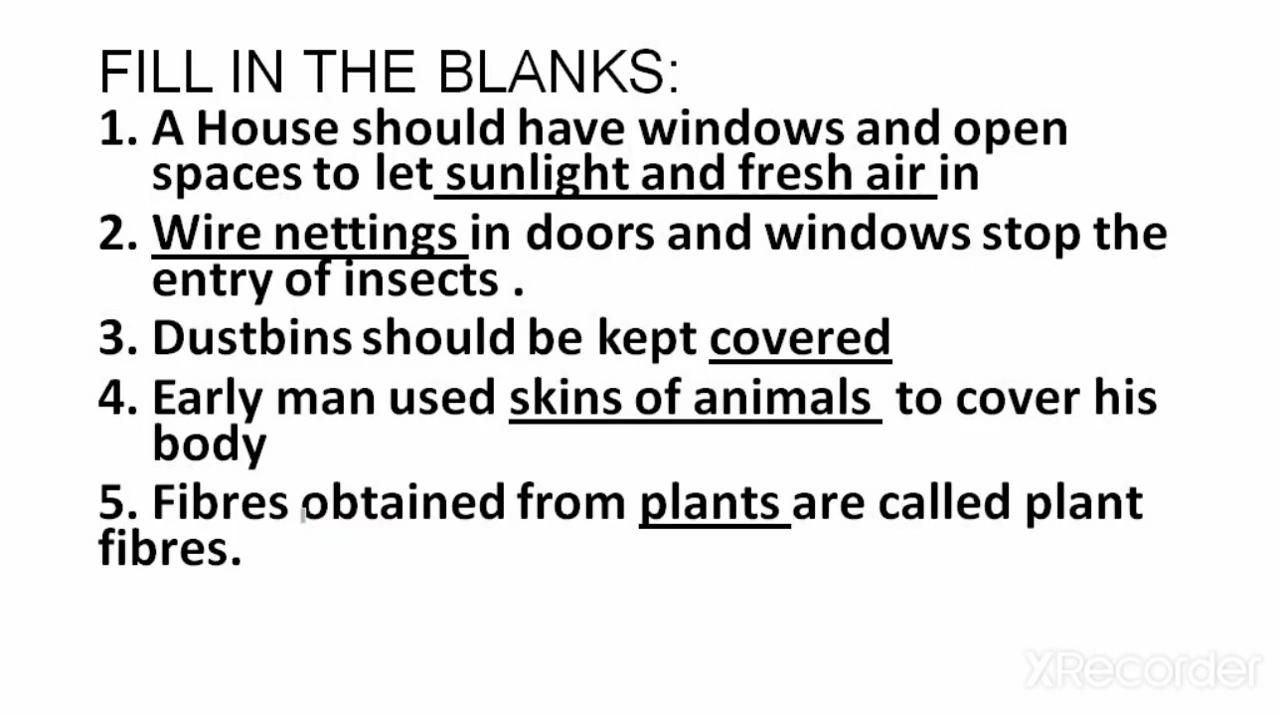 FILL IN THE BLANKS:
1. A House should have windows and open
spaces to let sunlight and fresh air in
2. Wire nettings in doors and windows stop the
entry of insects .
3. Dustbins should be kept covered
4. Early man used skins of animals to cover his
body
5. Fibres obtained from plants are called plant
fibres.
XRecorder